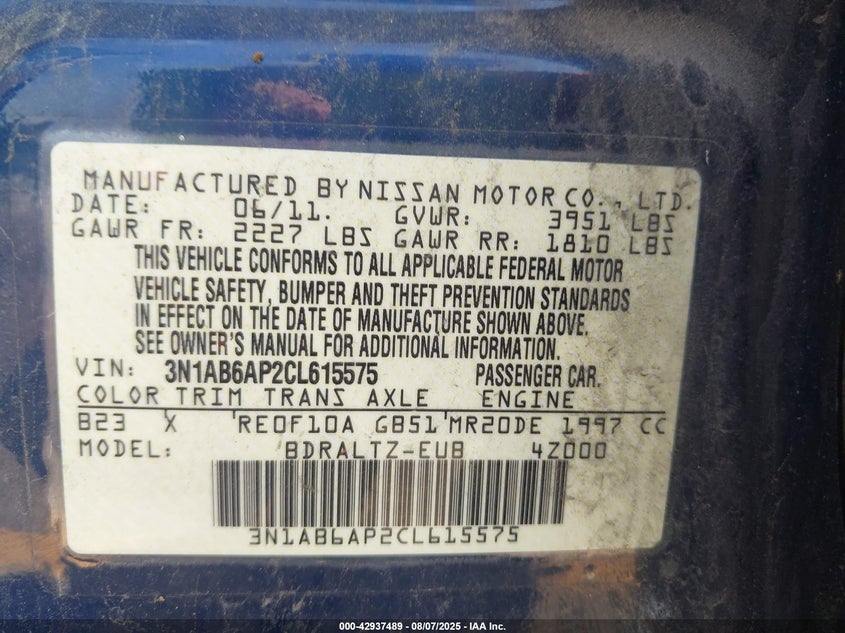 MANUFACTURED BY NISSAN MOTOR CO., LTD.
DATE: 06/11. GVWR: 3951 LBS
GAWR FR: 2227 LBS GAWR RR: 1810 LBS
THIS VEHICLE CONFORMS TO ALL APPLICABLE FEDERAL MOTOR
VEHICLE SAFETY, BUMPER AND THEFT PREVENTION STANDARDS
IN EFFECT ON THE DATE OF MANUFACTURE SHOWN ABOVE.
SEE OWNER'S MANUAL FOR ADDITIONAL INFORMATION.
VIN: 3N1AB6AP2CL615575 PASSENGER CAR.
COLOR TRIM TRANS AXLE ENGINE
B23 X 'RE0F10A GB51'MR20DE 1997 CC
MODEL: BDRALTZ-EUB 4Z000
3N1AB6AP2CL615575
000-42937489 - 08/07/2025 - IAA Inc.